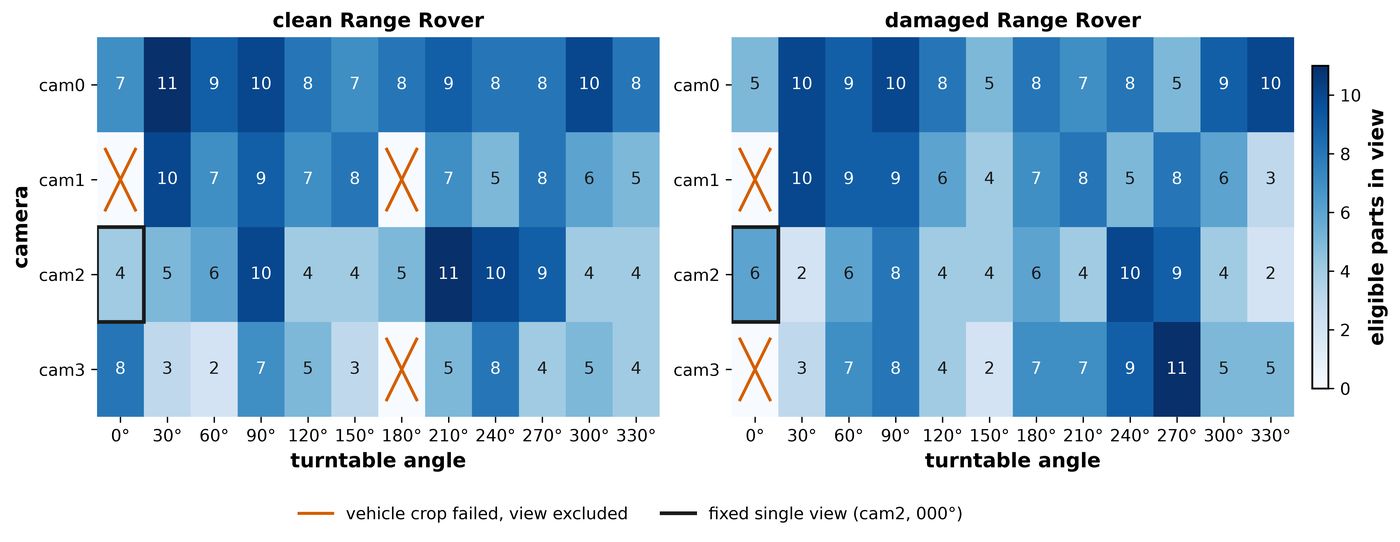 clean Range Rover
damaged Range Rover
camera
cam0 7 11 9 10 8 7 8 9 8 8 10 8
cam1 10 7 9 7 8 7 5 8 6 5
cam2 4 5 6 10 4 4 5 11 10 9 4 4
cam3 8 3 2 7 5 3 5 8 4 5 4
0° 30° 60° 90° 120° 150° 180° 210° 240° 270° 300° 330°
turntable angle
cam0 5 10 9 10 8 5 8 7 8 5 9 10
cam1 10 9 9 6 4 7 8 5 8 6 3
cam2 6 2 6 8 4 4 6 4 10 9 4 2
cam3 3 7 8 4 2 7 7 9 11 5 5
0° 30° 60° 90° 120° 150° 180° 210° 240° 270° 300° 330°
turntable angle
10
8
6
4
2
0
eligible parts in view
vehicle crop failed, view excluded
fixed single view (cam2, 000°)